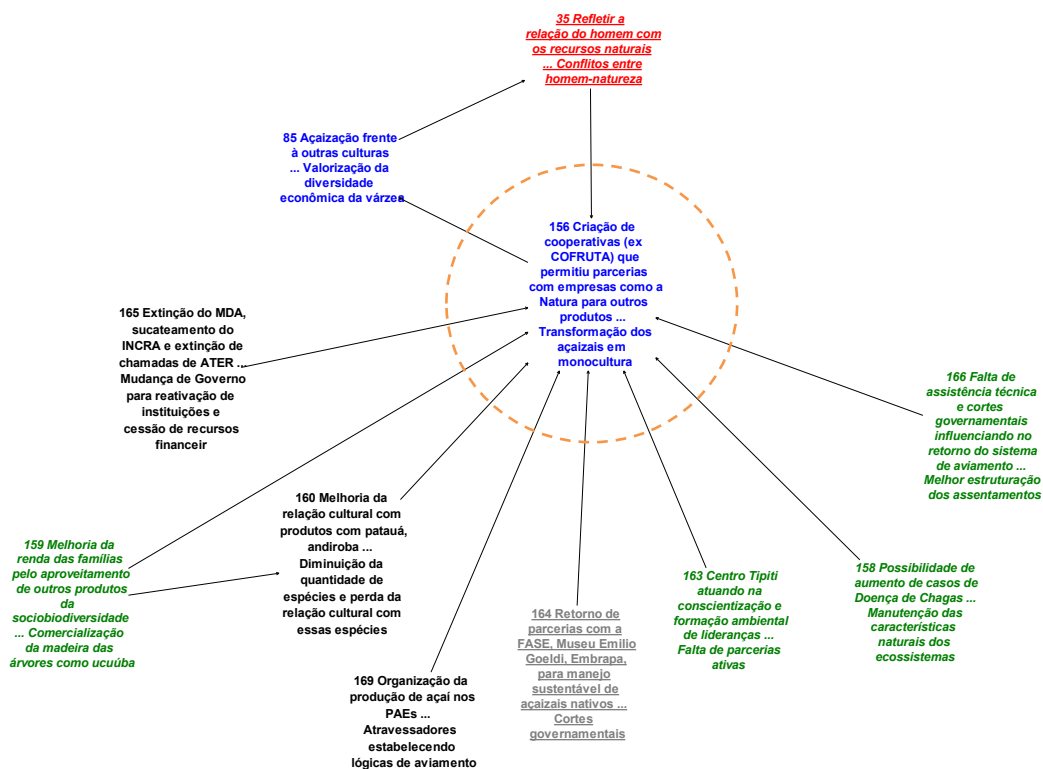 35 Refletir a
relação do homem com
os recursos naturais
... Conflitos entre
homem-natureza
85 Açaização frente
à outras culturas
... Valorização da
diversidade
econômica da várzea
156 Criação de
cooperativas (ex
COFRUTA) que
permitiu parcerias
com empresas como a
Natura para outros
produtos ...
Transformação dos
açaizais em
monocultura
165 Extinção do MDA,
sucateamento do
INCRA e extinção de
chamadas de ATER ...
Mudança de Governo
para reativação de
instituições e
cessão de recursos
financeir
166 Falta de
assistência técnica
e cortes
governamentais
influenciando no
retorno do sistema
de aviamento ...
Melhor estruturação
dos assentamentos
160 Melhoria da
relação cultural com
produtos com patauá,
andiroba ...
Diminuição da
quantidade de
espécies e perda da
relação cultural com
essas espécies
159 Melhoria da
renda das famílias
pelo aproveitamento
de outros produtos
da
sociobiodiversidade
... Comercialização
da madeira das
árvores como ucuúba
158 Possibilidade de
aumento de casos de
Doença de Chagas ...
Manutenção das
características
naturais dos
ecossistemas
163 Centro Tipiti
atuando na
conscientização e
formação ambiental
de lideranças ...
Falta de parcerias
ativas
164 Retorno de
parcerias com a
FASE, Museu Emilio
Goeldi, Embrapa,
para manejo
sustentável de
açaizais nativos ...
Cortes
governamentais
169 Organização da
produção de açaí nos
PAEs ...
Atravessadores
estabelecendo
lógicas de aviamento